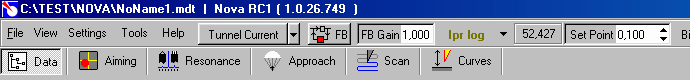 C:\TEST\NOVA\NoName1.mdt | Nova RC1 ( 1.0.26.749 )
File View Settings Tools Help Tunnel Current FB FB Gain 1,000 Ipr log 52,427 Set Point 0,100 Bi
Data Aiming Resonance Approach Scan Curves